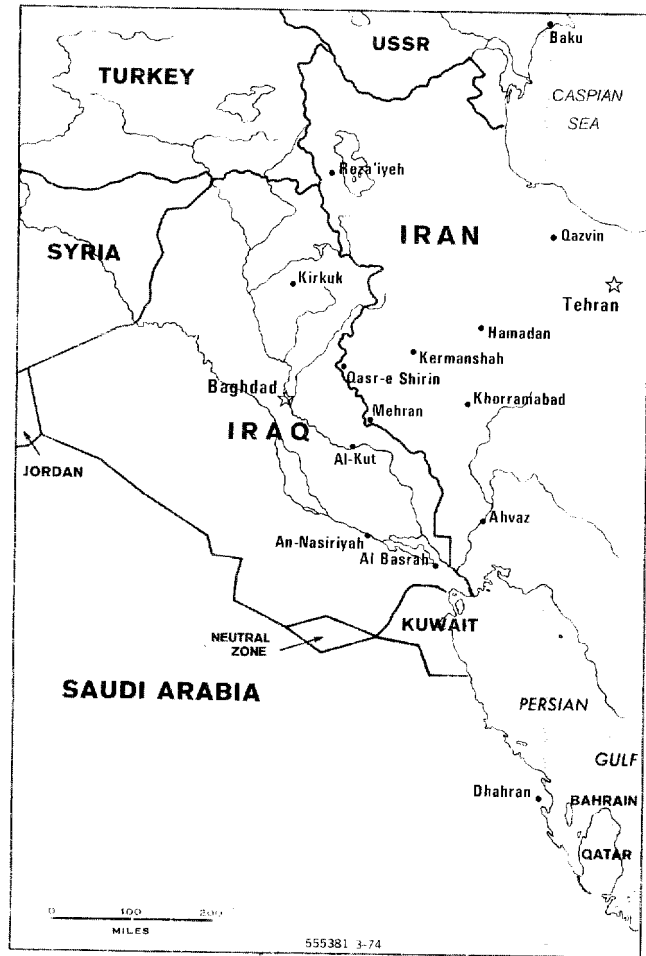 USSR
Baku
TURKEY
CASPIAN
SEA
Reza'iyeh
IRAN
Qazvin
SYRIA
Kirkuk
Tehran
Hamadan
Kermanshah
Qasr-e Shirin
Baghdad
Khorramabad
Mehran
IRAQ
Al-Kut
JORDAN
Ahvaz
An-Nasiriyah
Al Basrah
KUWAIT
NEUTRAL
ZONE
SAUDI ARABIA
PERSIAN
GULF
Dhahran
BAHRAIN
QATAR
0 100 200
MILES
555381 3-74